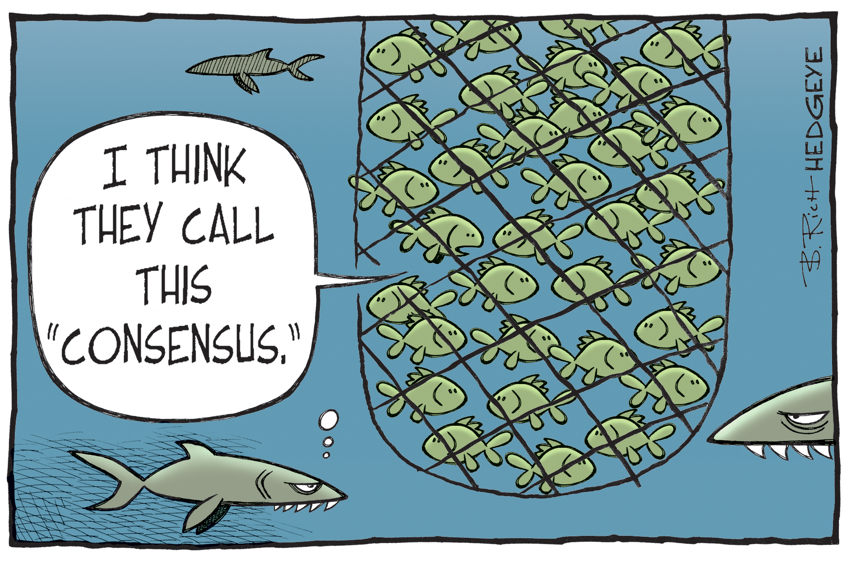 I THINK
THEY CALL
THIS
"CONSENSUS."
B. RICH HEDGEYE